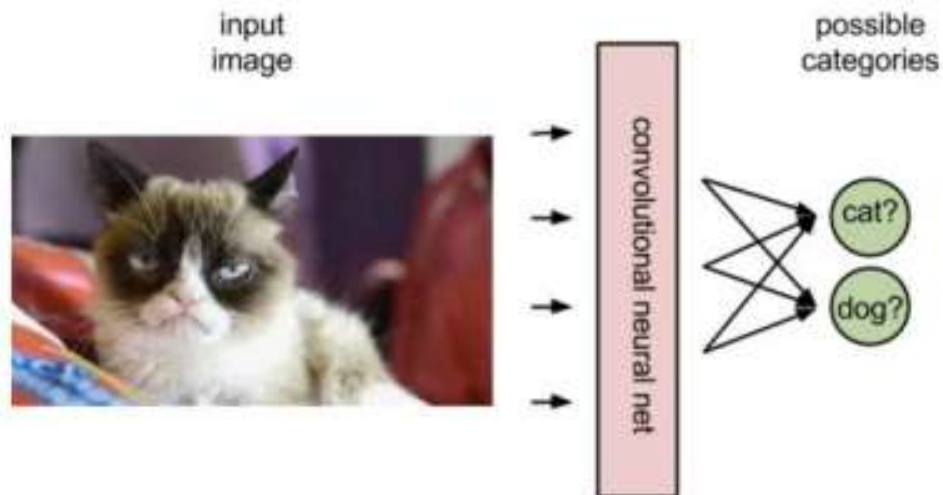 input
image
possible
categories
convolutional neural net
cat?
dog?